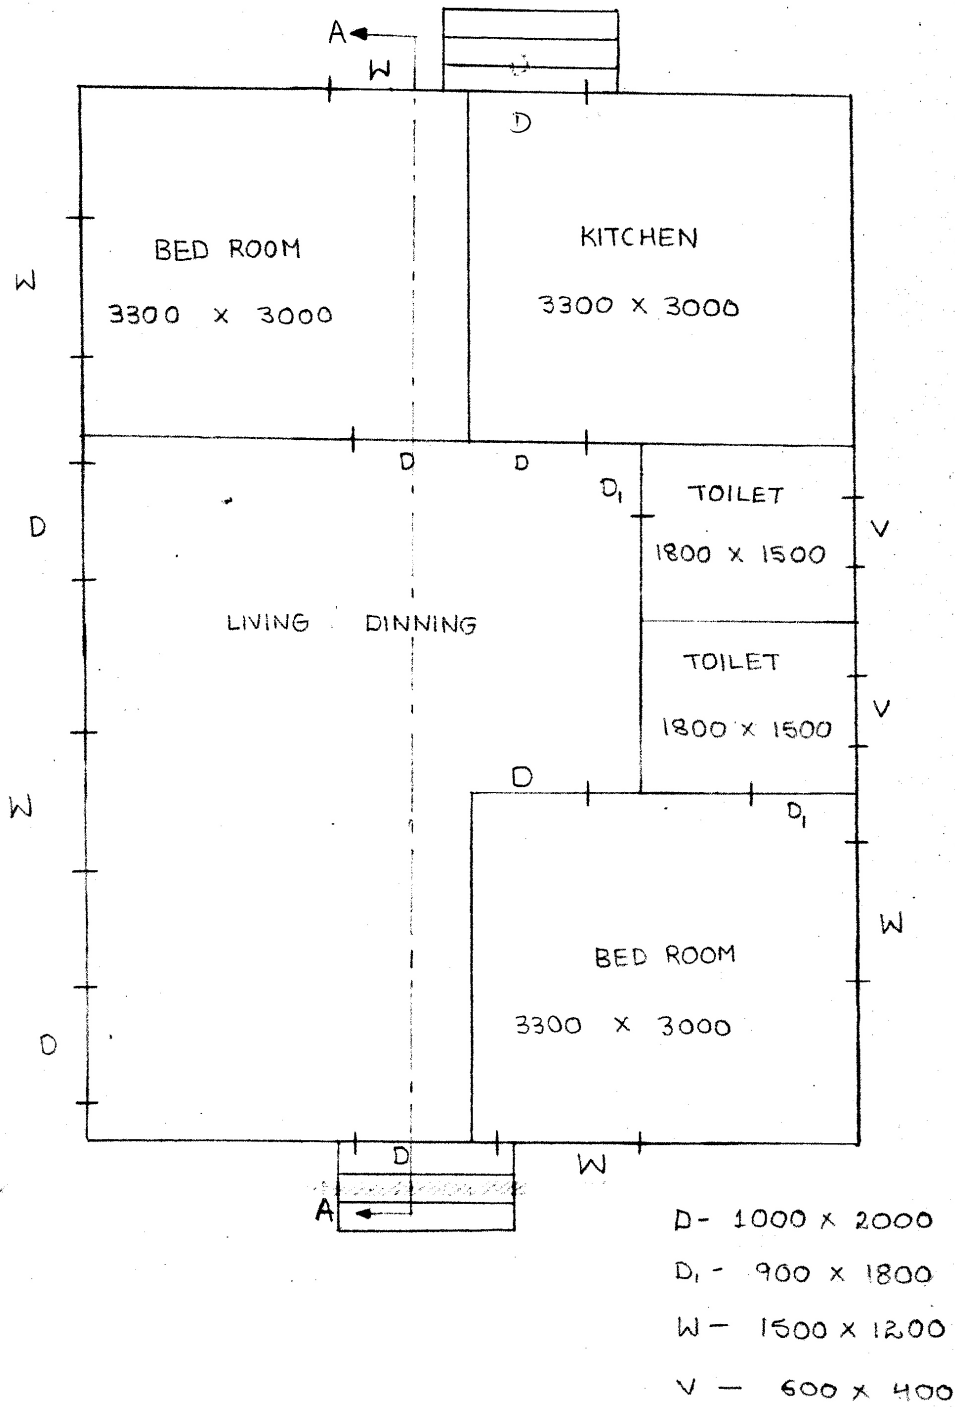 A
W
D
W
BED ROOM
KITCHEN
3300 X 3000
3300 X 3000
D
D
D1
TOILET
D
V
1800 X 1500
LIVING DINNING
TOILET
V
1800 X 1500
D
W
D1
W
BED ROOM
3300 X 3000
D
D
W
A
D- 1000 X 2000
D1- 900 X 1800
W- 1500 X 1200
V- 600 X 400